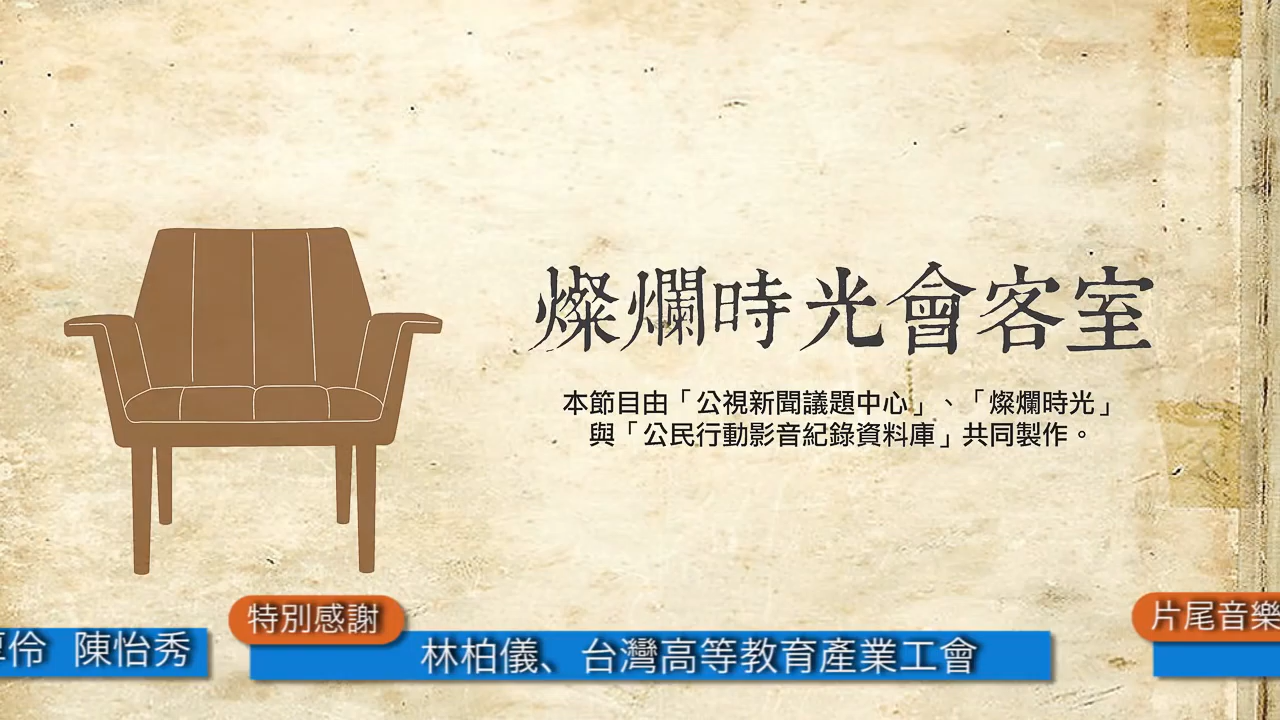 燦爛時光會客室
本節目由「公視新聞議題中心」、「燦爛時光」
與「公民行動影音紀錄資料庫」共同製作。
特別感謝
片尾音樂
伶 陳怡秀
林柏儀、台灣高等教育產業工會